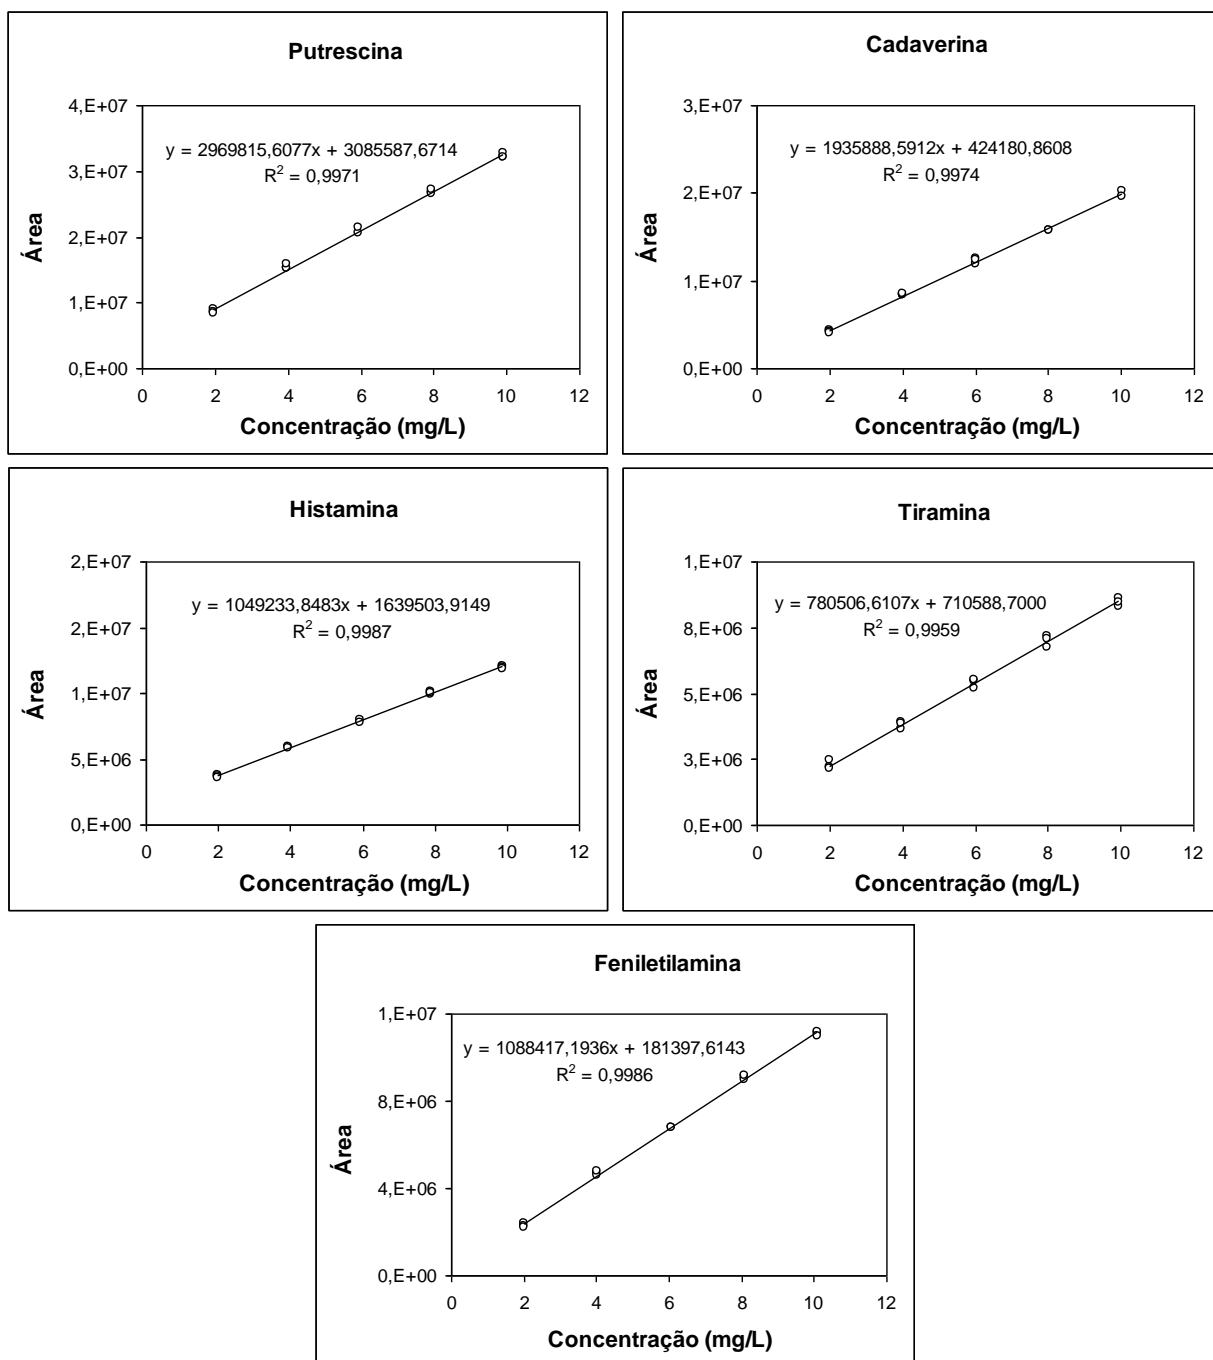 Putrescina
4,E+07
y = 2969815,6077x + 3085587,6714
R² = 0,9971
3,E+07
2,E+07
1,E+07
0,E+00
0 2 4 6 8 10 12
Área
Concentração (mg/L)
Cadaverina
3,E+07
y = 1935888,5912x + 424180,8608
R² = 0,9974
2,E+07
1,E+07
0,E+00
0 2 4 6 8 10 12
Área
Concentração (mg/L)
Histamina
2,E+07
y = 1049233,8483x + 1639503,9149
R² = 0,9987
2,E+07
1,E+07
5,E+06
0,E+00
0 2 4 6 8 10 12
Área
Concentração (mg/L)
Tiramina
1,E+07
y = 780506,6107x + 710588,7000
R² = 0,9959
8,E+06
5,E+06
3,E+06
0,E+00
0 2 4 6 8 10 12
Área
Concentração (mg/L)
Feniletilamina
1,E+07
y = 1088417,1936x + 181397,6143
R² = 0,9986
8,E+06
4,E+06
0,E+00
0 2 4 6 8 10 12
Área
Concentração (mg/L)